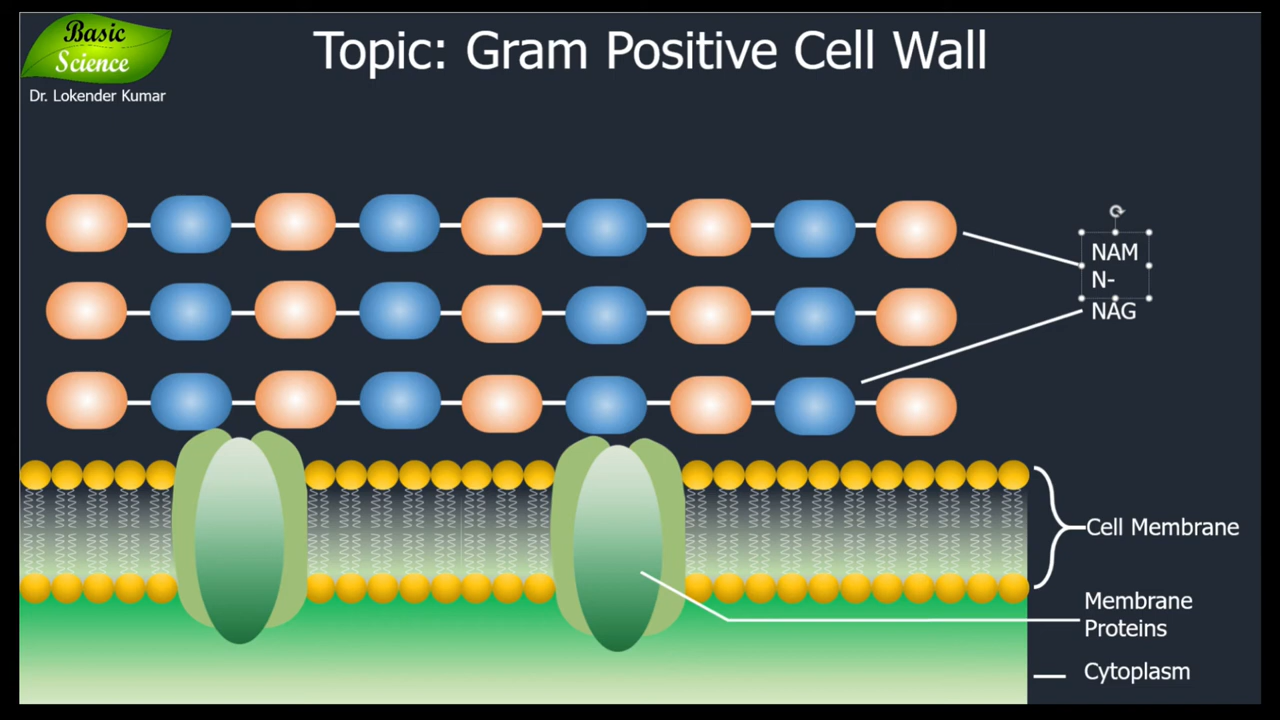 Basic
Science
Dr. Lokender Kumar
Topic: Gram Positive Cell Wall
NAM
N-
NAG
Cell Membrane
Membrane
Proteins
Cytoplasm